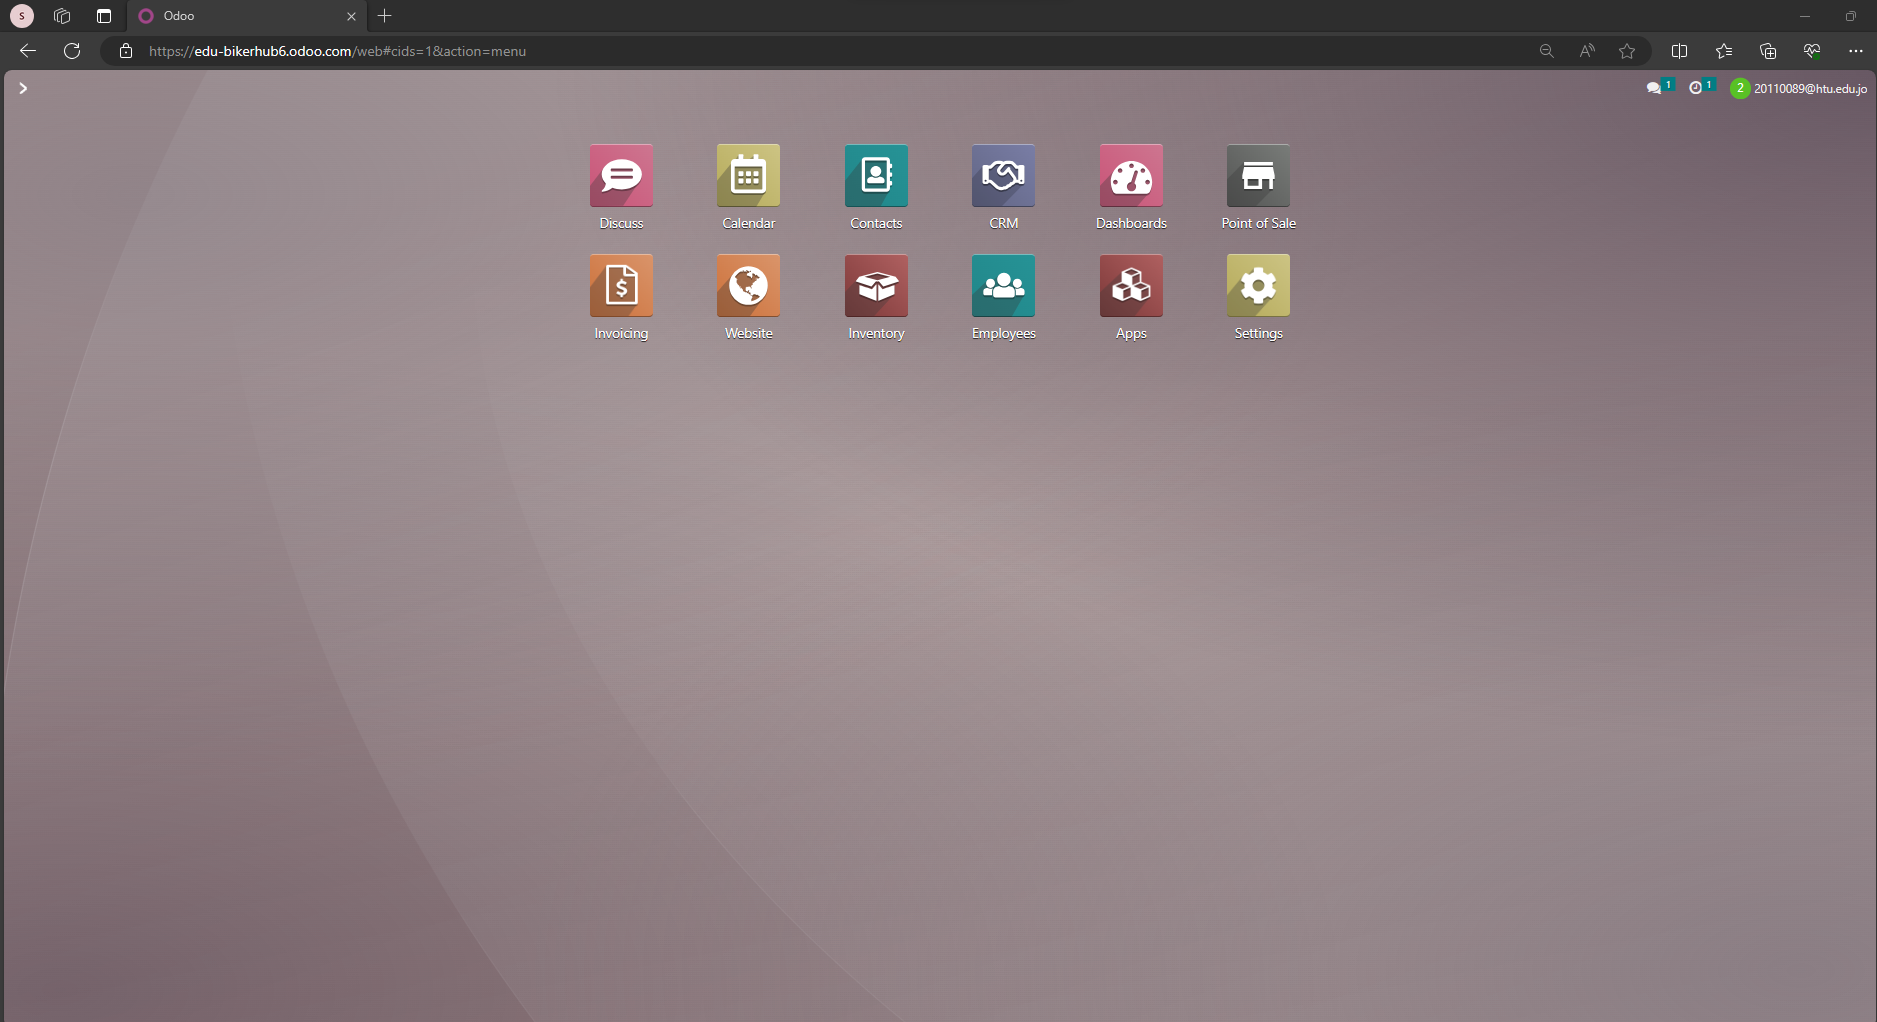 S
Odoo
https://edu-bikerhub6.odoo.com/web#cids=1&action=menu
1
1
2 20110089@htu.edu.jo
Discuss
Calendar
Contacts
CRM
Dashboards
Point of Sale
Invoicing
Website
Inventory
Employees
Apps
Settings